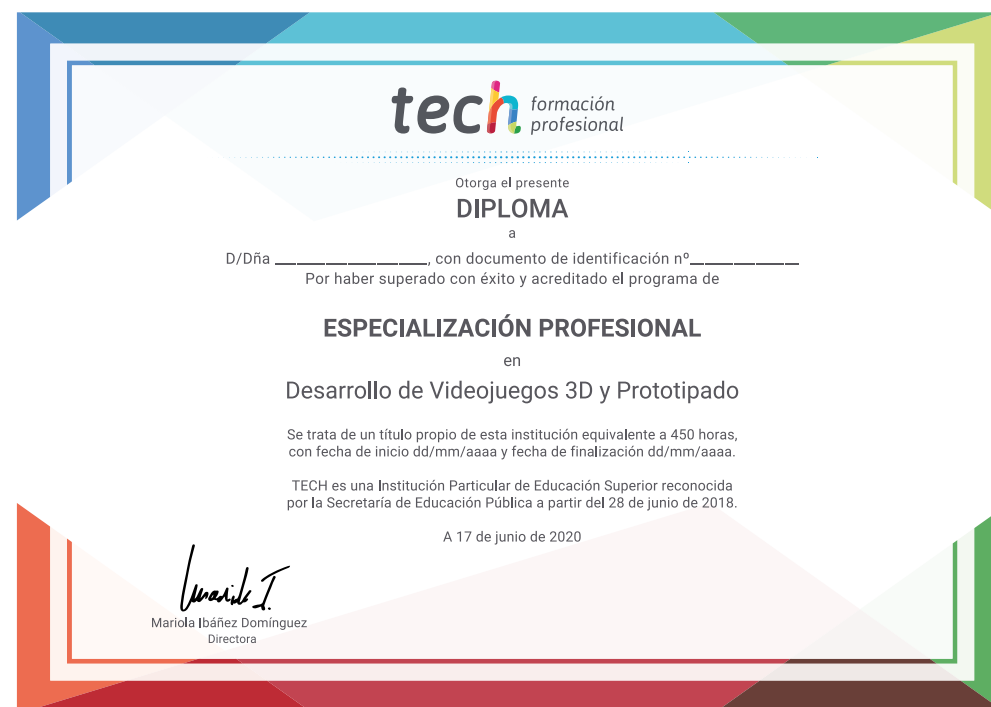 tech formación
profesional
Otorga el presente
DIPLOMA
a
D/Dña ____________________, con documento de identificación nº______________
Por haber superado con éxito y acreditado el programa de
ESPECIALIZACIÓN PROFESIONAL
en
Desarrollo de Videojuegos 3D y Prototipado
Se trata de un título propio de esta institución equivalente a 450 horas,
con fecha de inicio dd/mm/aaaa y fecha de finalización dd/mm/aaaa.
TECH es una Institución Particular de Educación Superior reconocida
por la Secretaría de Educación Pública a partir del 28 de junio de 2018.
A 17 de junio de 2020
Mariola I.
Mariola Ibáñez Domínguez
Directora